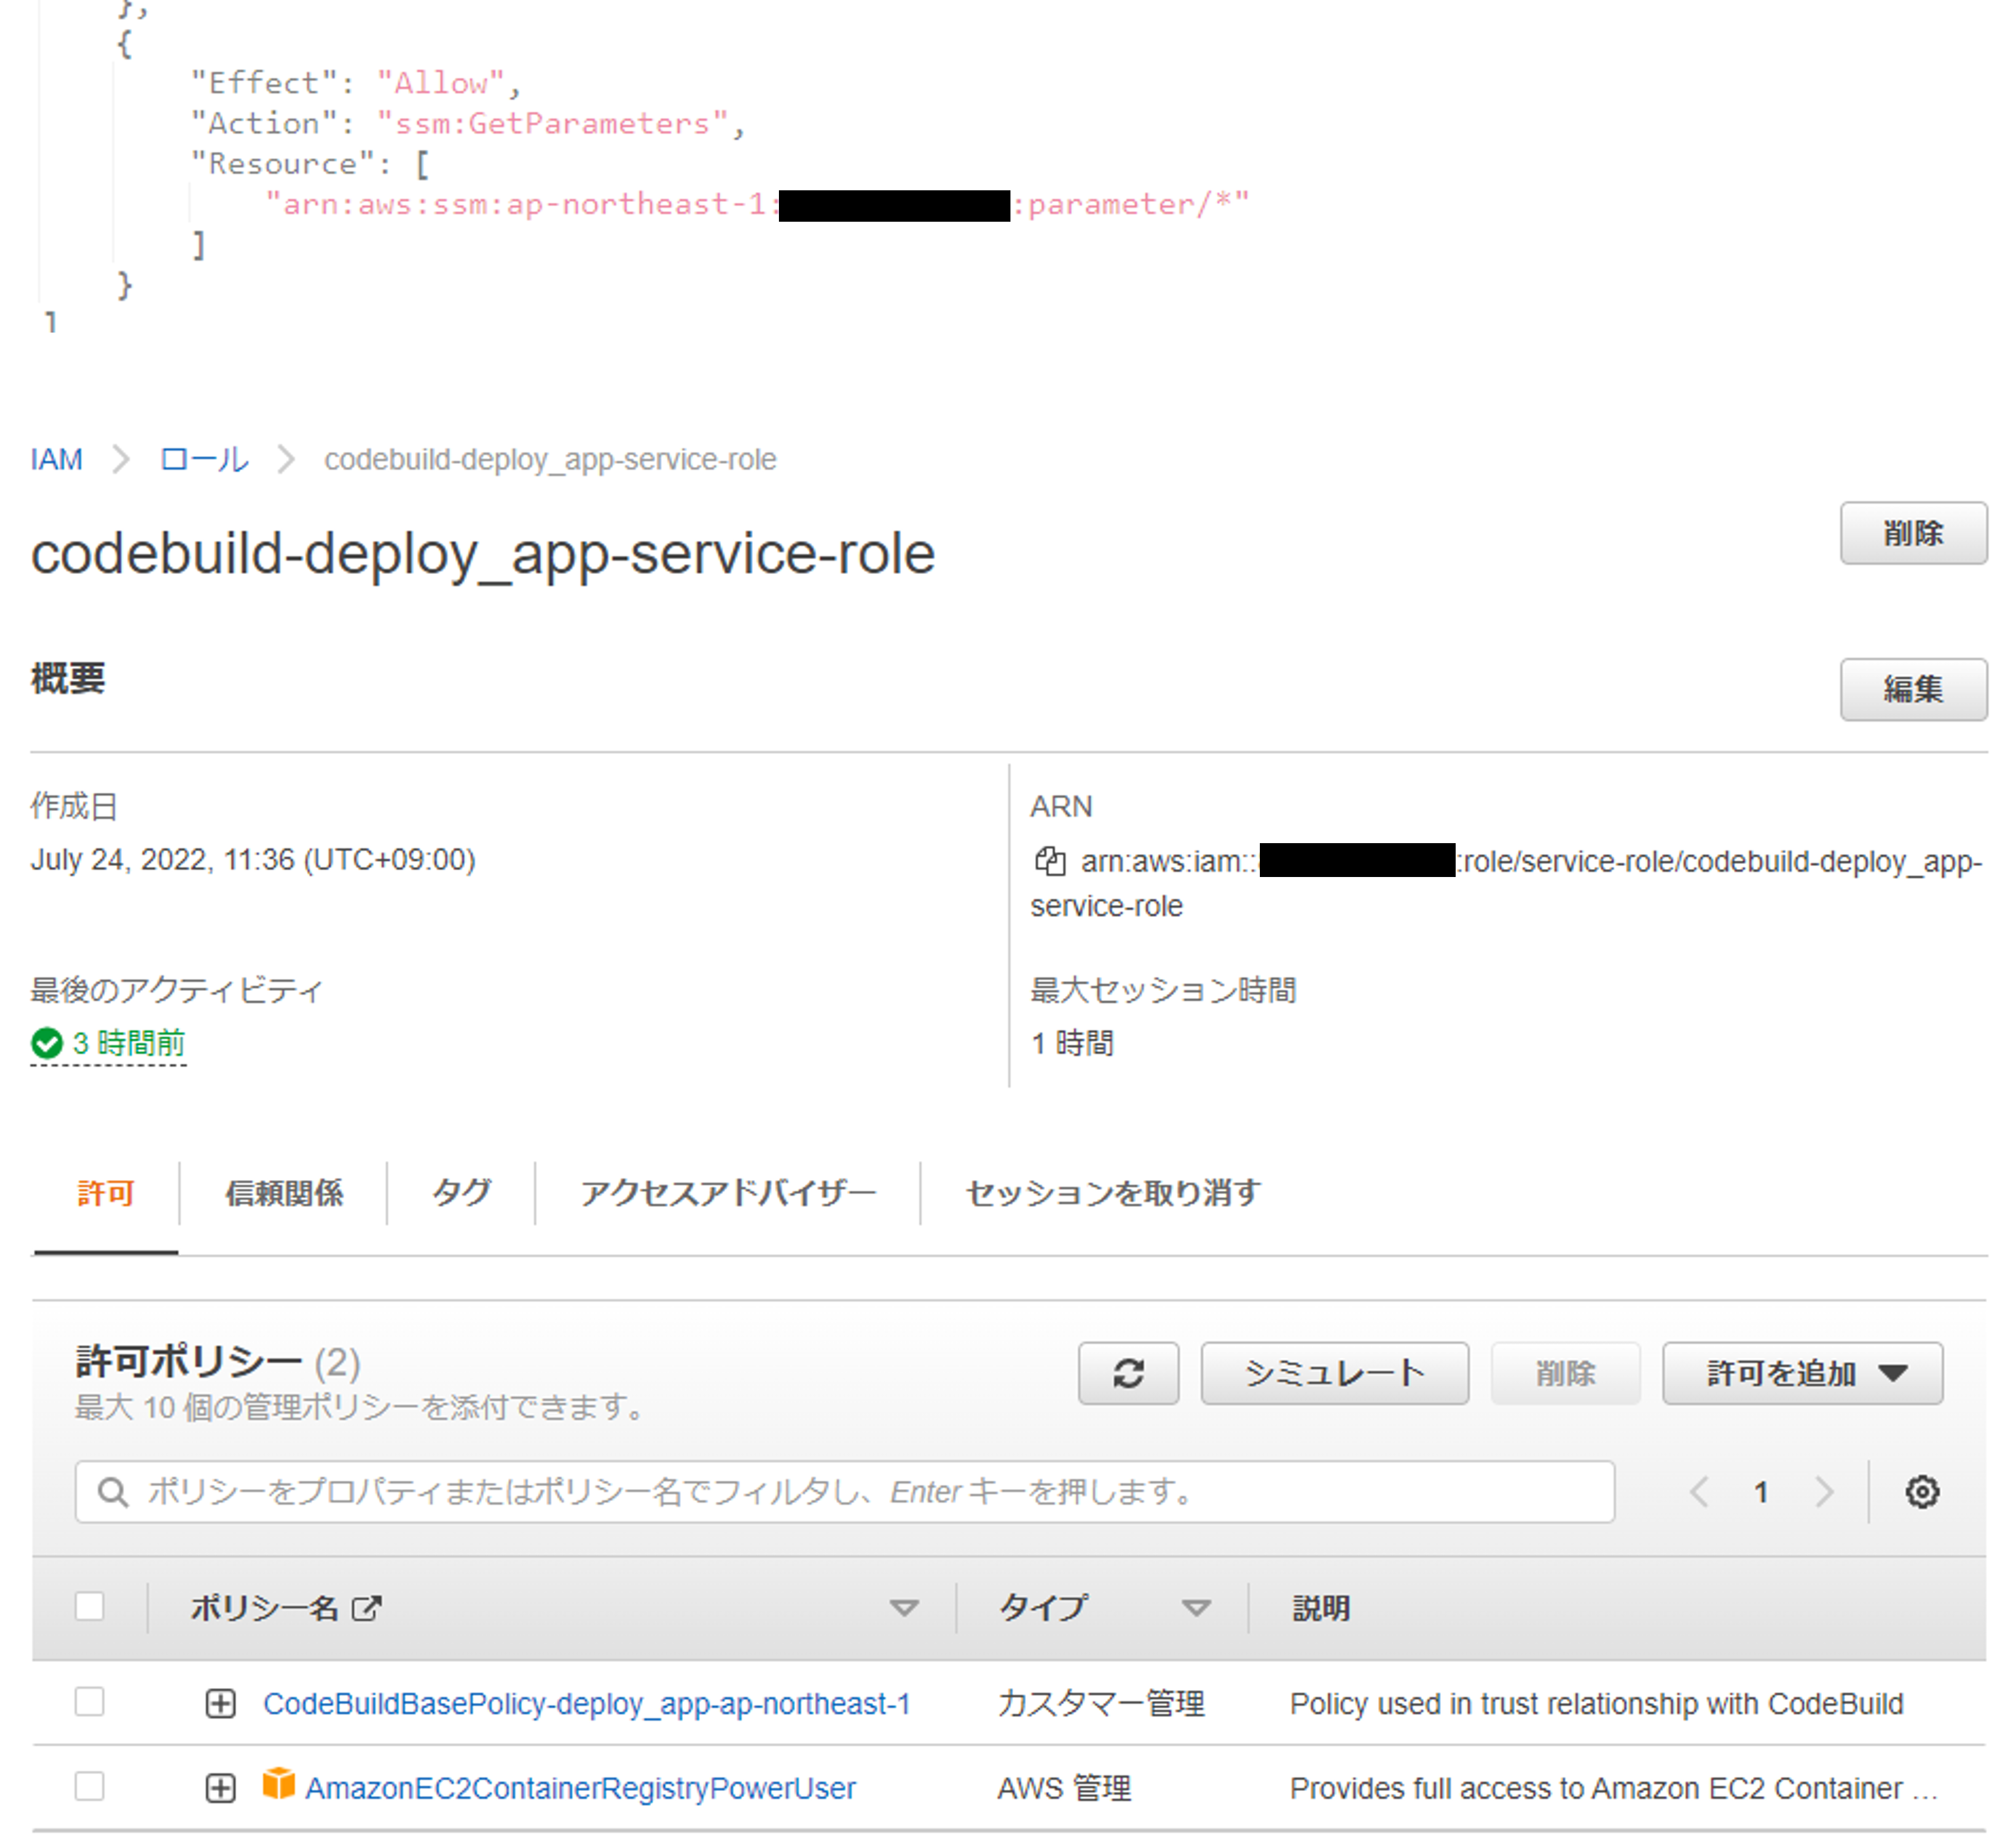 },
{
"Effect": "Allow",
"Action": "ssm:GetParameters",
"Resource": [
"arn:aws:ssm:ap-northeast-1: :parameter/*"
]
}
]
IAM > ロール > codebuild-deploy_app-service-role
codebuild-deploy_app-service-role
削除
概要
編集
作成日
July 24, 2022, 11:36 (UTC+09:00)
ARN
arn:aws:iam:: :role/service-role/codebuild-deploy_app-
service-role
最後のアクティビティ
3 時間前
最大セッション時間
1 時間
許可 信頼関係 タグ アクセスアドバイザー セッションを取り消す
許可ポリシー (2)
最大 10 個の管理ポリシーを添付できます。
シミュレート 削除 許可を追加
ポリシーをプロパティまたはポリシー名でフィルタし、Enter キーを押します。
1
ポリシー名 タイプ 説明
CodeBuildBasePolicy-deploy_app-ap-northeast-1 カスタマー管理 Policy used in trust relationship with CodeBuild
AmazonEC2ContainerRegistryPowerUser AWS 管理 Provides full access to Amazon EC2 Container ...